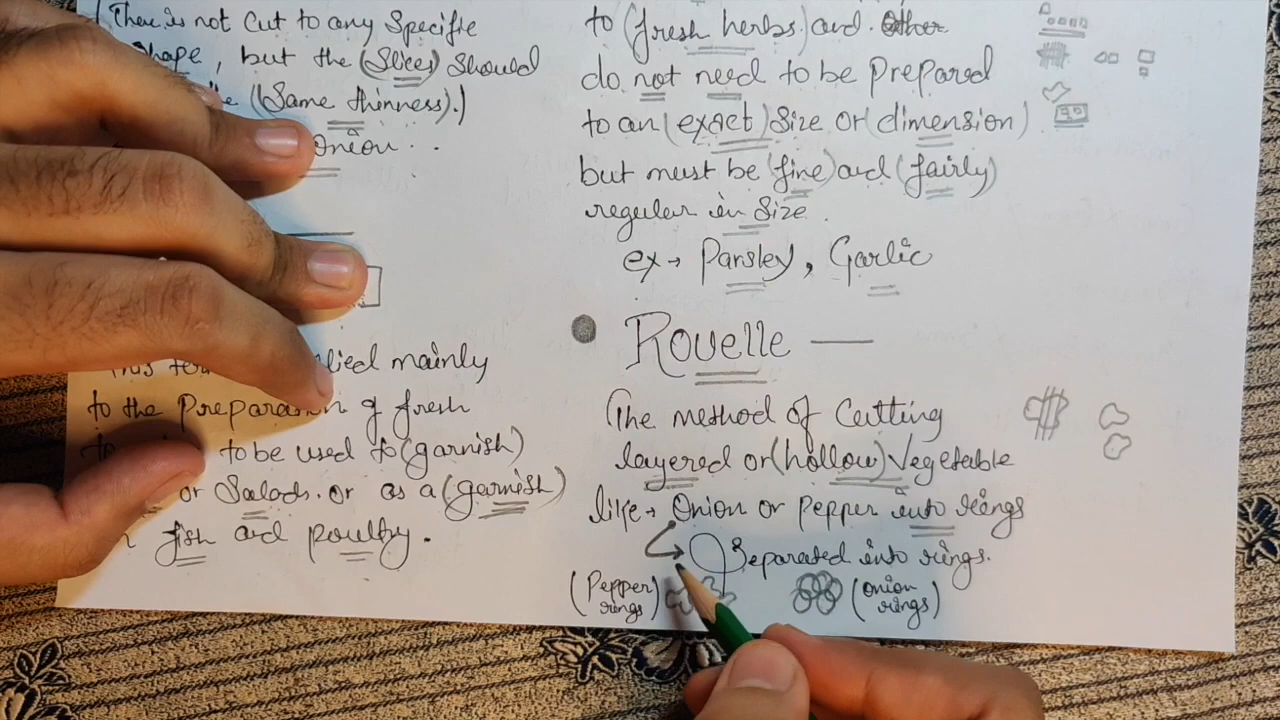 (There is not Cut to any Specific
Shape, but the (Slices) Should
(Same thinness).)
Onion..
mainly
to the Preparation of fresh
to be used to (garnish)
or Salads. or as a (garnish)
fish and poultry.
to (fresh herbs) and. Other
do not need to be prepared
to an (exact) Size or (dimension)
but must be (fine) and (fairly)
regular in Size.
ex → Parsley, Garlic
Rouelle —
The method of Cutting
layered or (hollow) Vegetable
like → Onion or Pepper into rings
Separated into rings.
(Pepper rings)
(Onion rings)